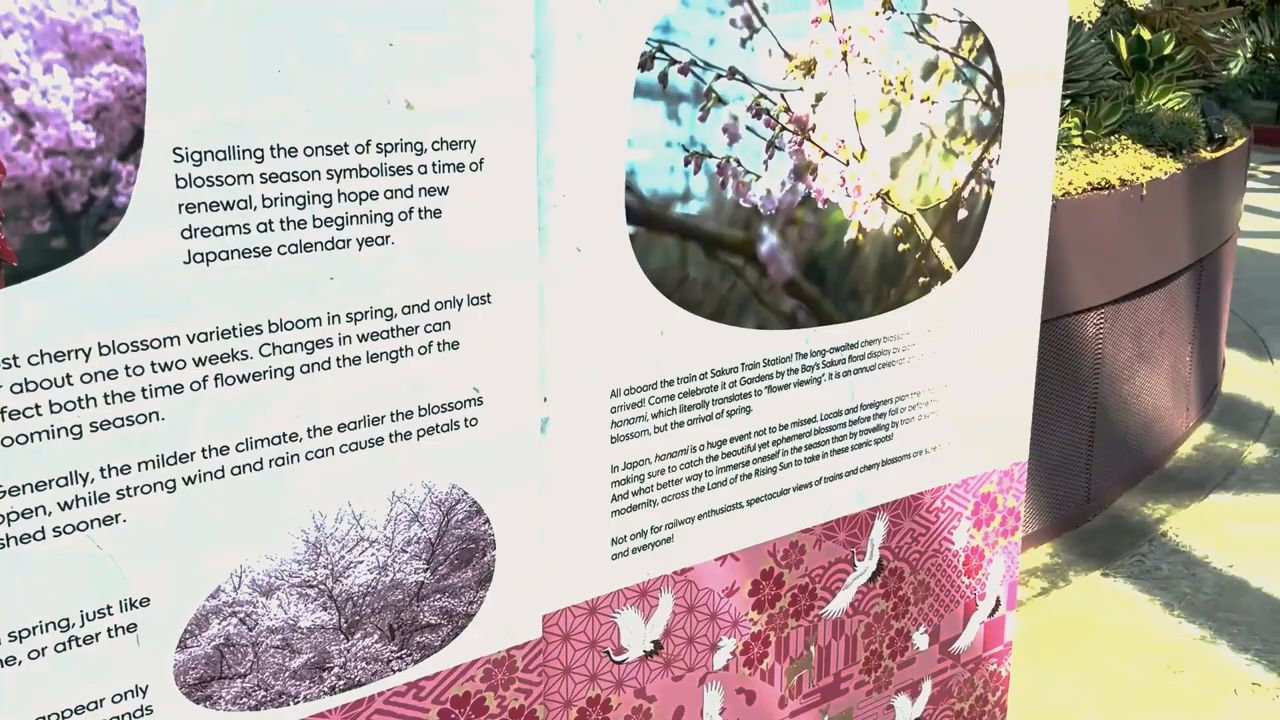 Signalling the onset of spring, cherry
blossom season symbolises a time of
renewal, bringing hope and new
dreams at the beginning of the
Japanese calendar year.
st cherry blossom varieties bloom in spring, and only last
about one to two weeks. Changes in weather can
fect both the time of flowering and the length of the
ooming season.
Generally, the milder the climate, the earlier the blossoms
open, while strong wind and rain can cause the petals to
shed sooner.
spring, just like
or after the
appear only
All aboard the train at Sakura Train Station! The long-awaited cherry
arrived! Come celebrate it at Gardens by the Bay's Sakura floral display by
hanami, which literally translates to "flower viewing". It is an annual
blossom, but the arrival of spring.
In Japan, hanami is a huge event not to be missed. Locals and foreigners plan
making sure to catch the beautiful yet ephemeral blossoms before they fall or before
And what better way to immerse oneself in the season than by travelling by train,
modernity, across the Land of the Rising Sun to take in these scenic spots!
Not only for railway enthusiasts, spectacular views of trains and cherry blossoms are
and everyone!